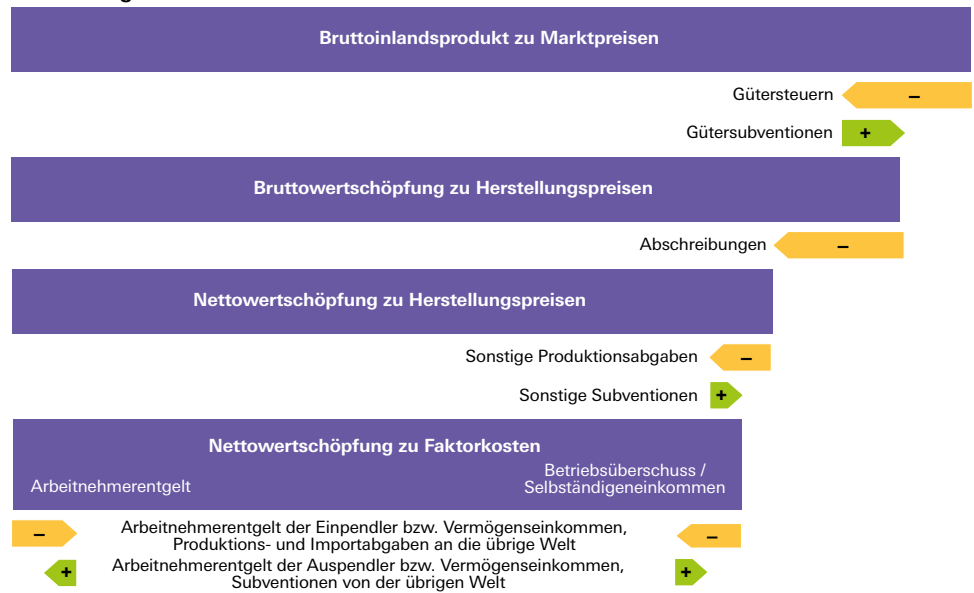 Bruttoinlandsprodukt zu Marktpreisen
Gütersteuern –
Gütersubventionen +
Bruttowertschöpfung zu Herstellungspreisen
Abschreibungen –
Nettowertschöpfung zu Herstellungspreisen
Sonstige Produktionsabgaben –
Sonstige Subventionen +
Nettowertschöpfung zu Faktorkosten
Arbeitnehmerentgelt
Betriebsüberschuss /
Selbständigeneinkommen
– Arbeitnehmerentgelt der Einpendler bzw. Vermögenseinkommen, –
Produktions- und Importabgaben an die übrige Welt
+ Arbeitnehmerentgelt der Auspendler bzw. Vermögenseinkommen, +
Subventionen von der übrigen Welt